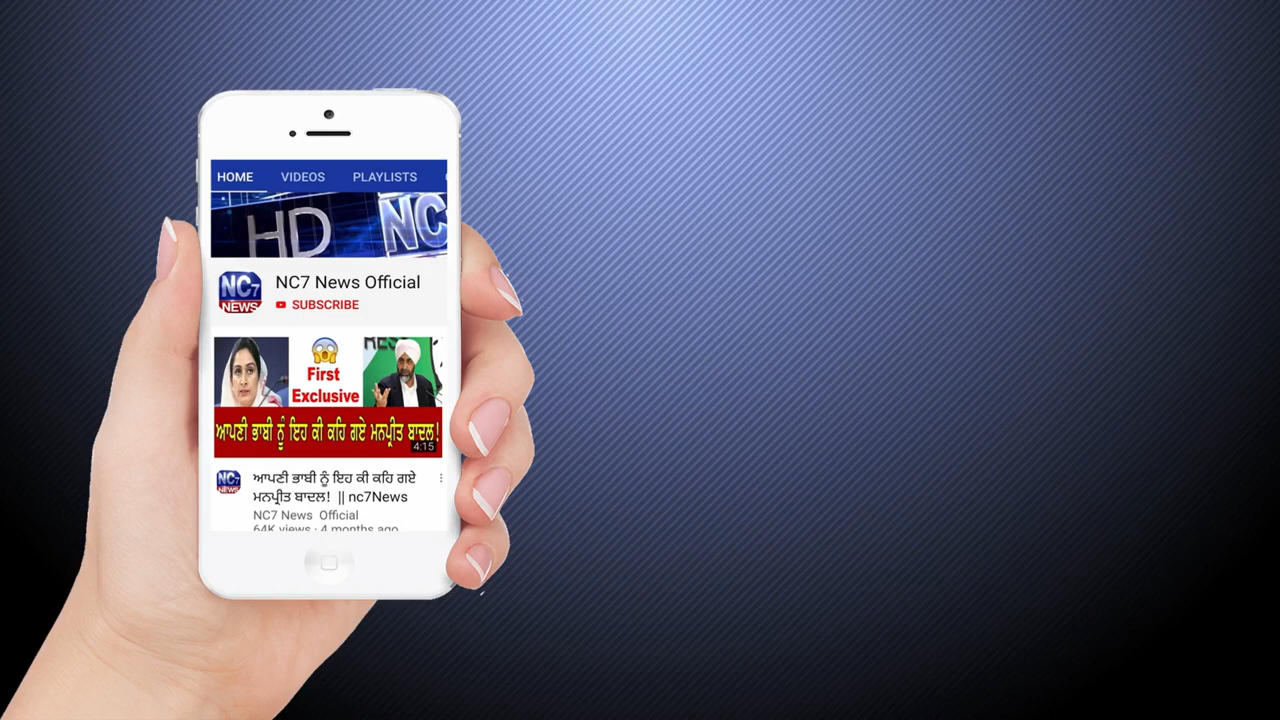 HOME VIDEOS PLAYLISTS
HD NC
NC7 NEWS
NC7 News Official
SUBSCRIBE
First
Exclusive
ਆਪਣੀ ਭਾਬੀ ਨੂੰ ਇਹ ਕੀ ਕਹਿ ਗਏ ਮਨਪ੍ਰੀਤ ਬਾਦਲ!
4:15
NC7 NEWS
ਆਪਣੀ ਭਾਬੀ ਨੂੰ ਇਹ ਕੀ ਕਹਿ ਗਏ
ਮਨਪ੍ਰੀਤ ਬਾਦਲ! || nc7News
NC7 News Official
64K views · 4 months ago